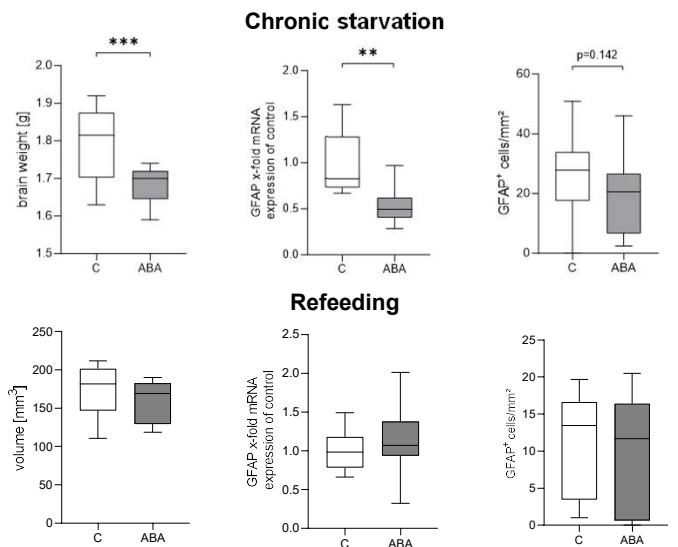 Chronic starvation
***
brain weight [g]
2.0
1.9
1.8
1.7
1.6
1.5
C ABA
**
GFAP x-fold mRNA
expression of control
2.0
1.5
1.0
0.5
0.0
C ABA
p=0.142
GFAP⁺ cells/mm²
60
40
20
0
C ABA
Refeeding
volume [mm³]
250
200
150
100
50
0
C ABA
GFAP x-fold mRNA
expression of control
2.5
2.0
1.5
1.0
0.5
0.0
C ABA
GFAP⁺ cells/mm²
25
20
15
10
5
0
C ABA